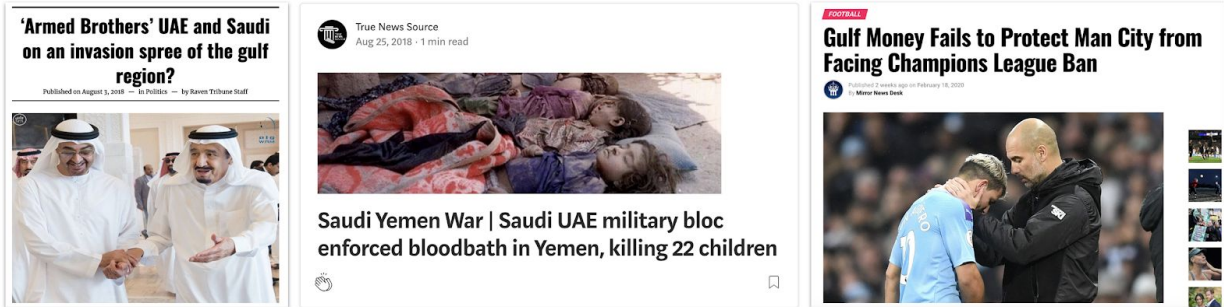 ‘Armed Brothers’ UAE and Saudi
on an invasion spree of the gulf
region?
Published on August 3, 2018 — in Politics — by Raven Tribune Staff
True News Source
Aug 25, 2018 · 1 min read
Saudi Yemen War | Saudi UAE military bloc
enforced bloodbath in Yemen, killing 22 children
FOOTBALL
Gulf Money Fails to Protect Man City from
Facing Champions League Ban
Published 2 weeks ago on February 18, 2020
By Mirror News Desk